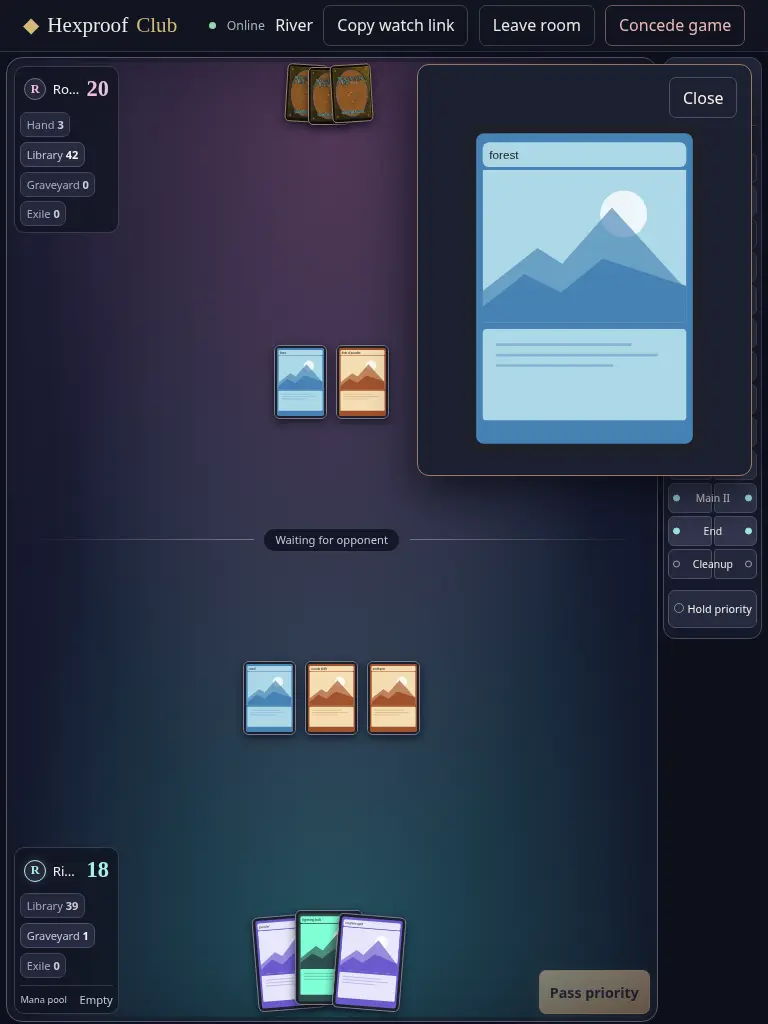 Hexproof Club
Online River
Copy watch link
Leave room
Concede game
R Ro... 20
Hand 3
Library 42
Graveyard 0
Exile 0
Close
forest
Main II
End
Cleanup
Hold priority
Waiting for opponent
R Ri... 18
Library 39
Graveyard 1
Exile 0
Mana pool Empty
Pass priority